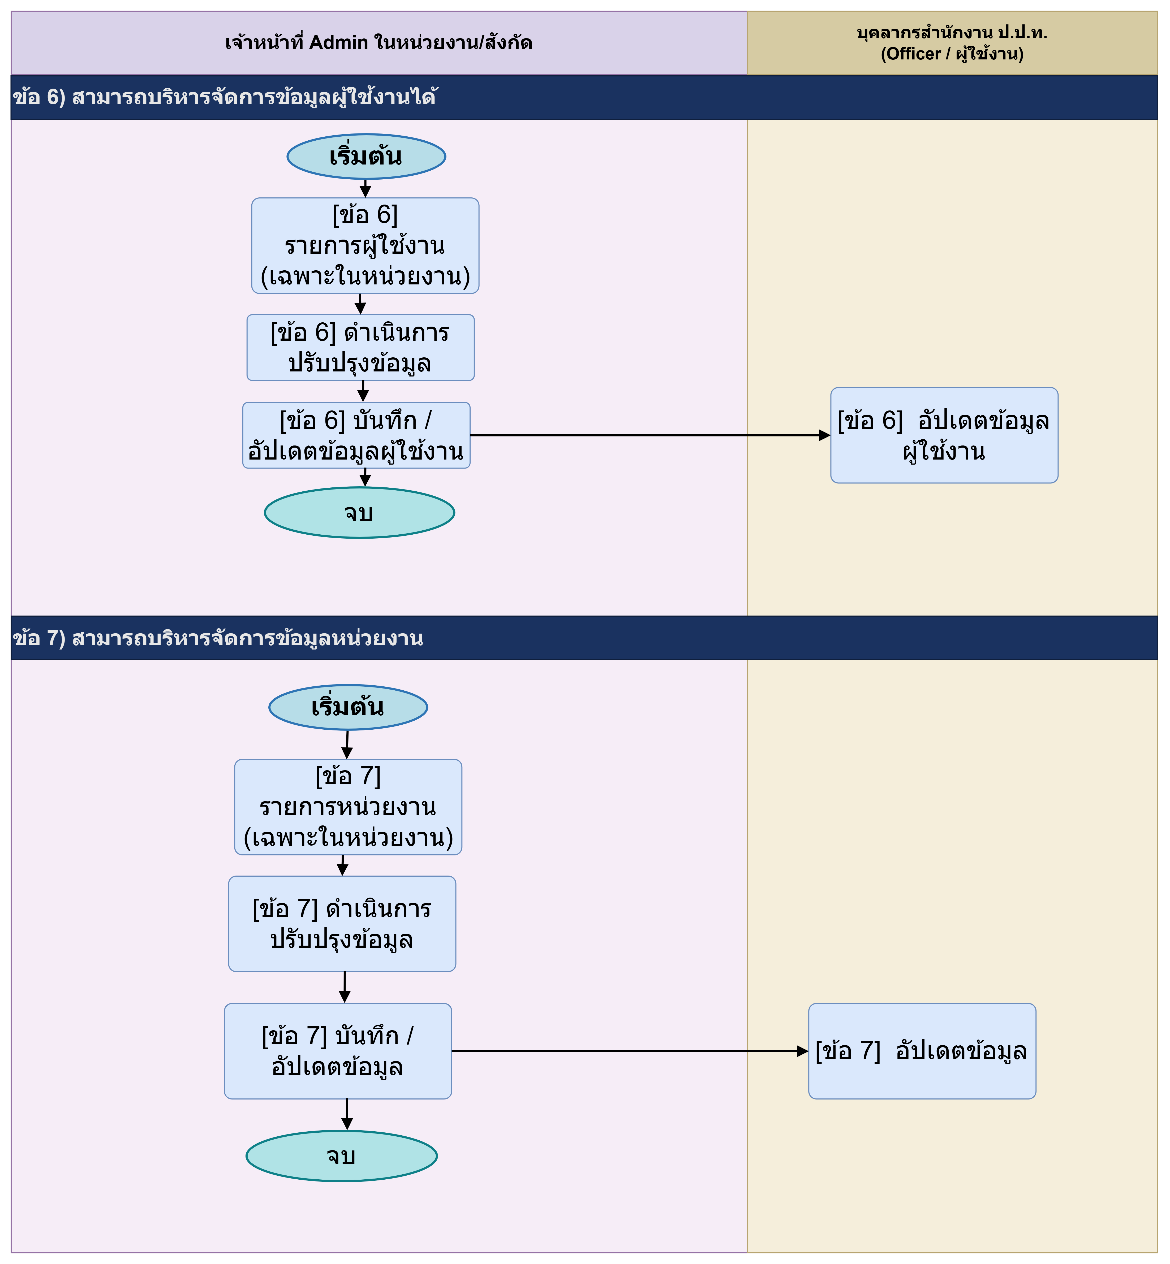 เจ้าหน้าที่ Admin ในหน่วยงาน/สังกัด
บุคลากรสำนักงาน ป.ป.ท.
(Officer / ผู้ใช้งาน)
ข้อ 6) สามารถบริหารจัดการข้อมูลผู้ใช้งานได้
เริ่มต้น
[ข้อ 6]
รายการผู้ใช้งาน
(เฉพาะในหน่วยงาน)
[ข้อ 6] ดำเนินการ
ปรับปรุงข้อมูล
[ข้อ 6] บันทึก /
อัปเดตข้อมูลผู้ใช้งาน
[ข้อ 6] อัปเดตข้อมูล
ผู้ใช้งาน
จบ
ข้อ 7) สามารถบริหารจัดการข้อมูลหน่วยงาน
เริ่มต้น
[ข้อ 7]
รายการหน่วยงาน
(เฉพาะในหน่วยงาน)
[ข้อ 7] ดำเนินการ
ปรับปรุงข้อมูล
[ข้อ 7] บันทึก /
อัปเดตข้อมูล
[ข้อ 7] อัปเดตข้อมูล
จบ